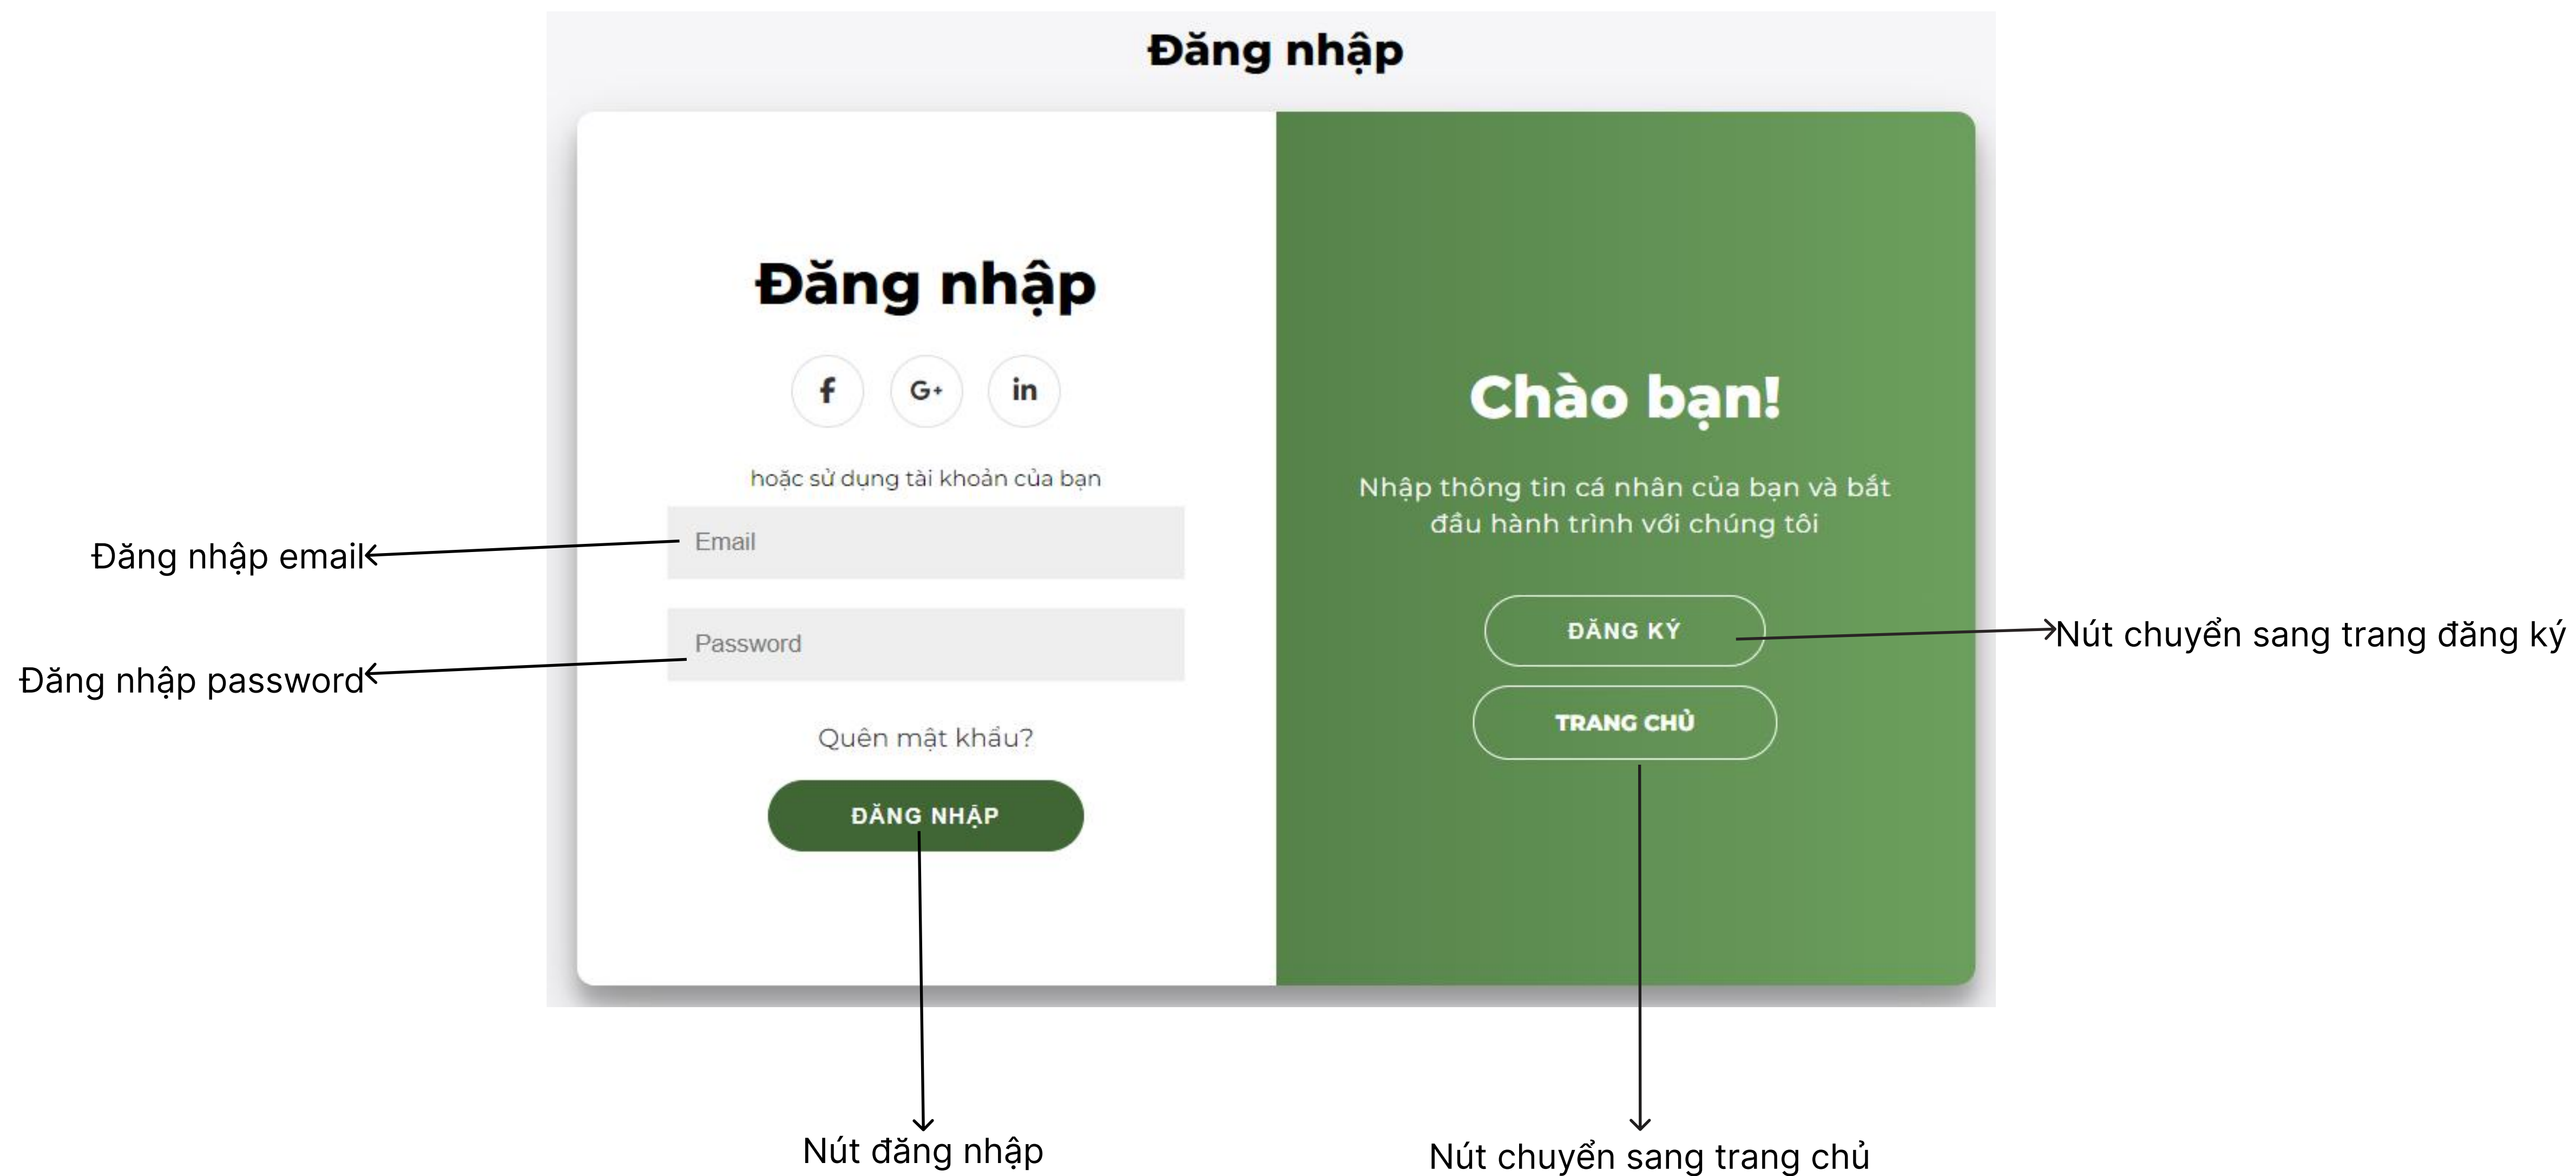 Đăng nhập
Đăng nhập
f
G+
in
hoặc sử dụng tài khoản của bạn
Email
Password
Quên mật khẩu?
ĐĂNG NHẬP
Chào bạn!
Nhập thông tin cá nhân của bạn và bắt
đầu hành trình với chúng tôi
ĐĂNG KÝ
TRANG CHỦ
Đăng nhập email
Đăng nhập password
Nút chuyển sang trang đăng ký
Nút đăng nhập
Nút chuyển sang trang chủ